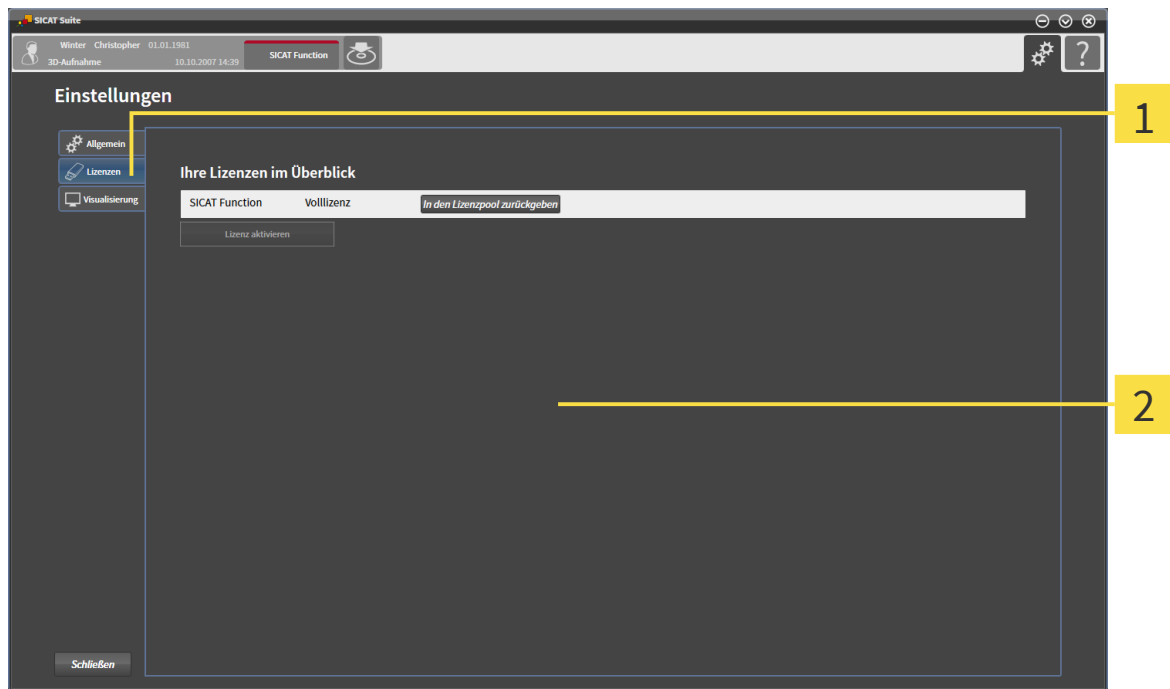 SICAT Suite
Winter Christopher 01.01.1981
3D-Aufnahme 10.10.2007 14:39
SICAT Function
?
Einstellungen
1
Allgemein
Lizenzen
Visualisierung
Ihre Lizenzen im Überblick
SICAT Function Volllizenz In den Lizenzpool zurückgeben
Lizenz aktivieren
2
Schließen